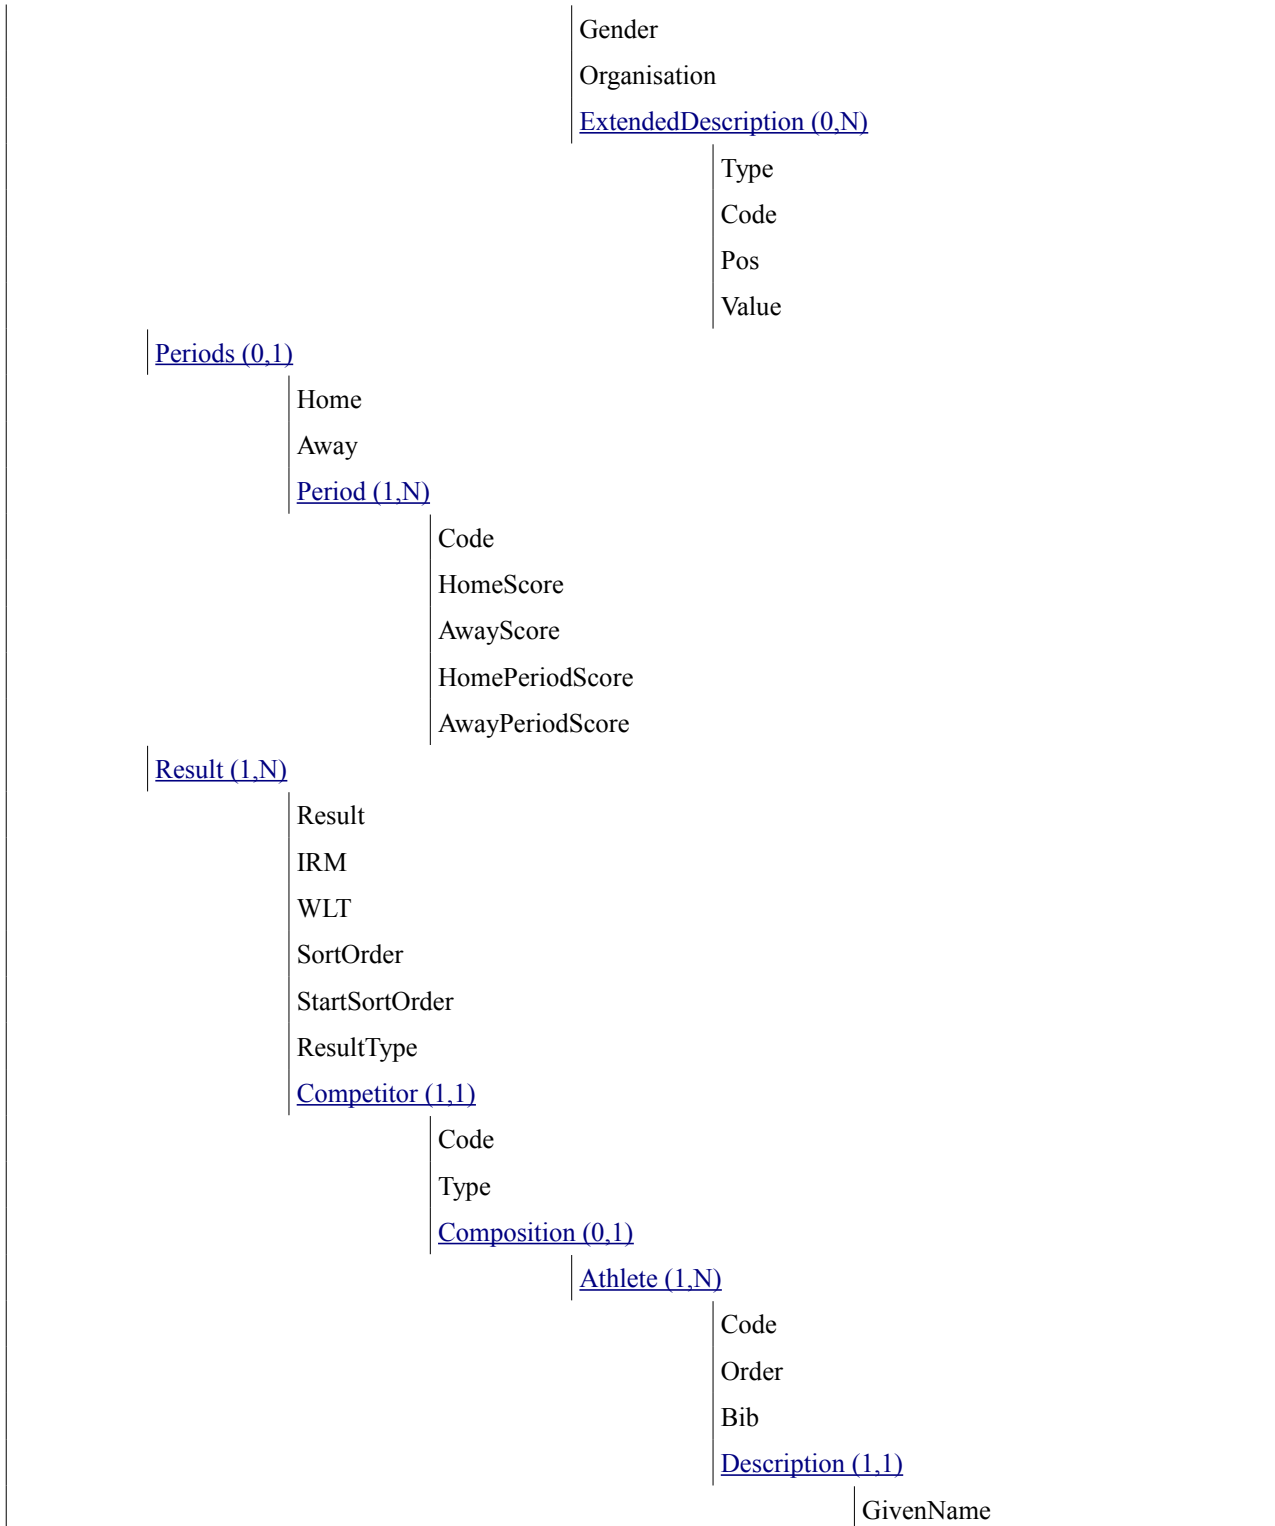 Gender
Organisation
ExtendedDescription (0,N)
Type
Code
Pos
Value
Periods (0,1)
Home
Away
Period (1,N)
Code
HomeScore
AwayScore
HomePeriodScore
AwayPeriodScore
Result (1,N)
Result
IRM
WLT
SortOrder
StartSortOrder
ResultType
Competitor (1,1)
Code
Type
Composition (0,1)
Athlete (1,N)
Code
Order
Bib
Description (1,1)
GivenName